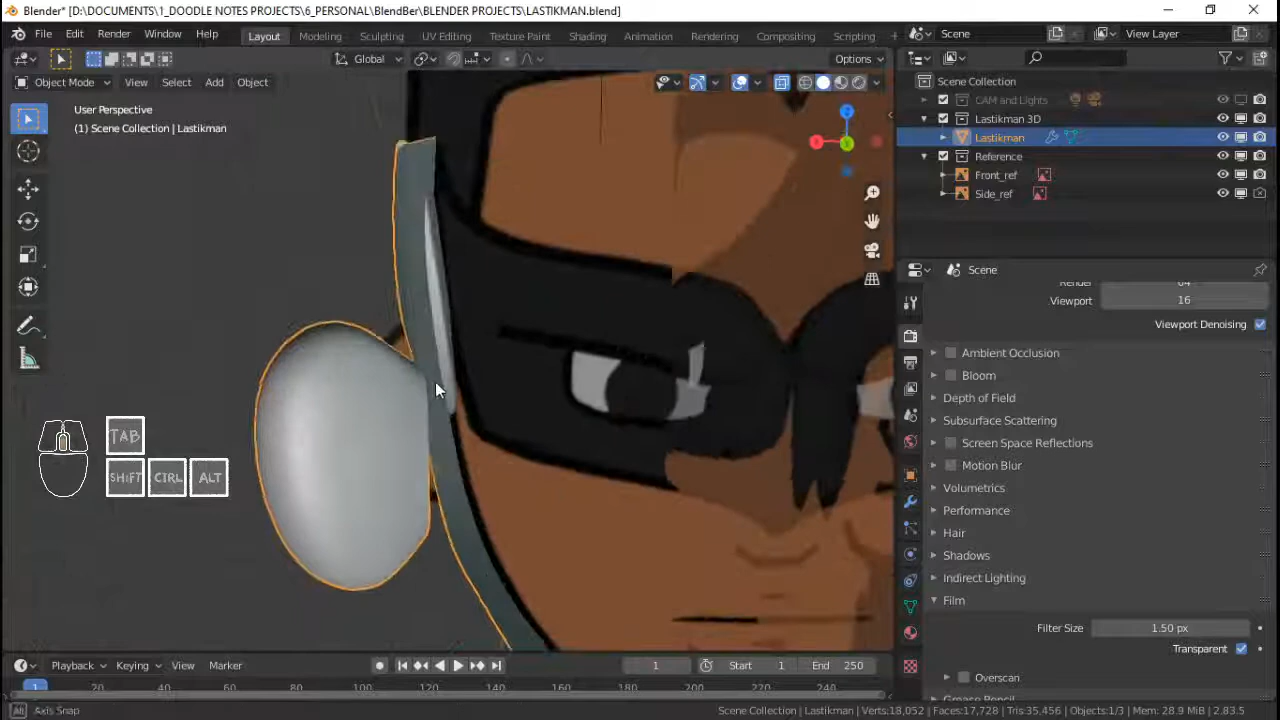 Blender* [D:\DOCUMENTS\1_DOODLE NOTES PROJECTS\6_PERSONAL\BlendBer\BLENDER PROJECTS\LASTIKMAN.blend]
File Edit Render Window Help Layout Modeling Sculpting UV Editing Texture Paint Shading Animation Rendering Compositing Scripting + Scene View Layer
Global Options
Object Mode View Select Add Object
Scene Collection
User Perspective
(1) Scene Collection | Lastikman
CAM and Lights
Lastikman 3D
Lastikman
Reference
Front_ref
Side_ref
Scene
Render 64
Viewport 16
Viewport Denoising
Ambient Occlusion
Bloom
Depth of Field
Subsurface Scattering
Screen Space Reflections
Motion Blur
Volumetrics
Performance
Hair
Shadows
Indirect Lighting
Film
Filter Size 1.50 px
Transparent
Overscan
Grease Pencil
TAB
SHIFT CTRL ALT
Playback Keying View Marker 1 Start 1 End 250
1 20 40 60 80 100 120 140 160 180 200 220 240
Axis Snap
Scene Collection | Lastikman | Verts:18,052 | Faces:17,728 | Tris:35,456 | Objects:1/3 | Mem: 28.9 MiB | 2.83.5